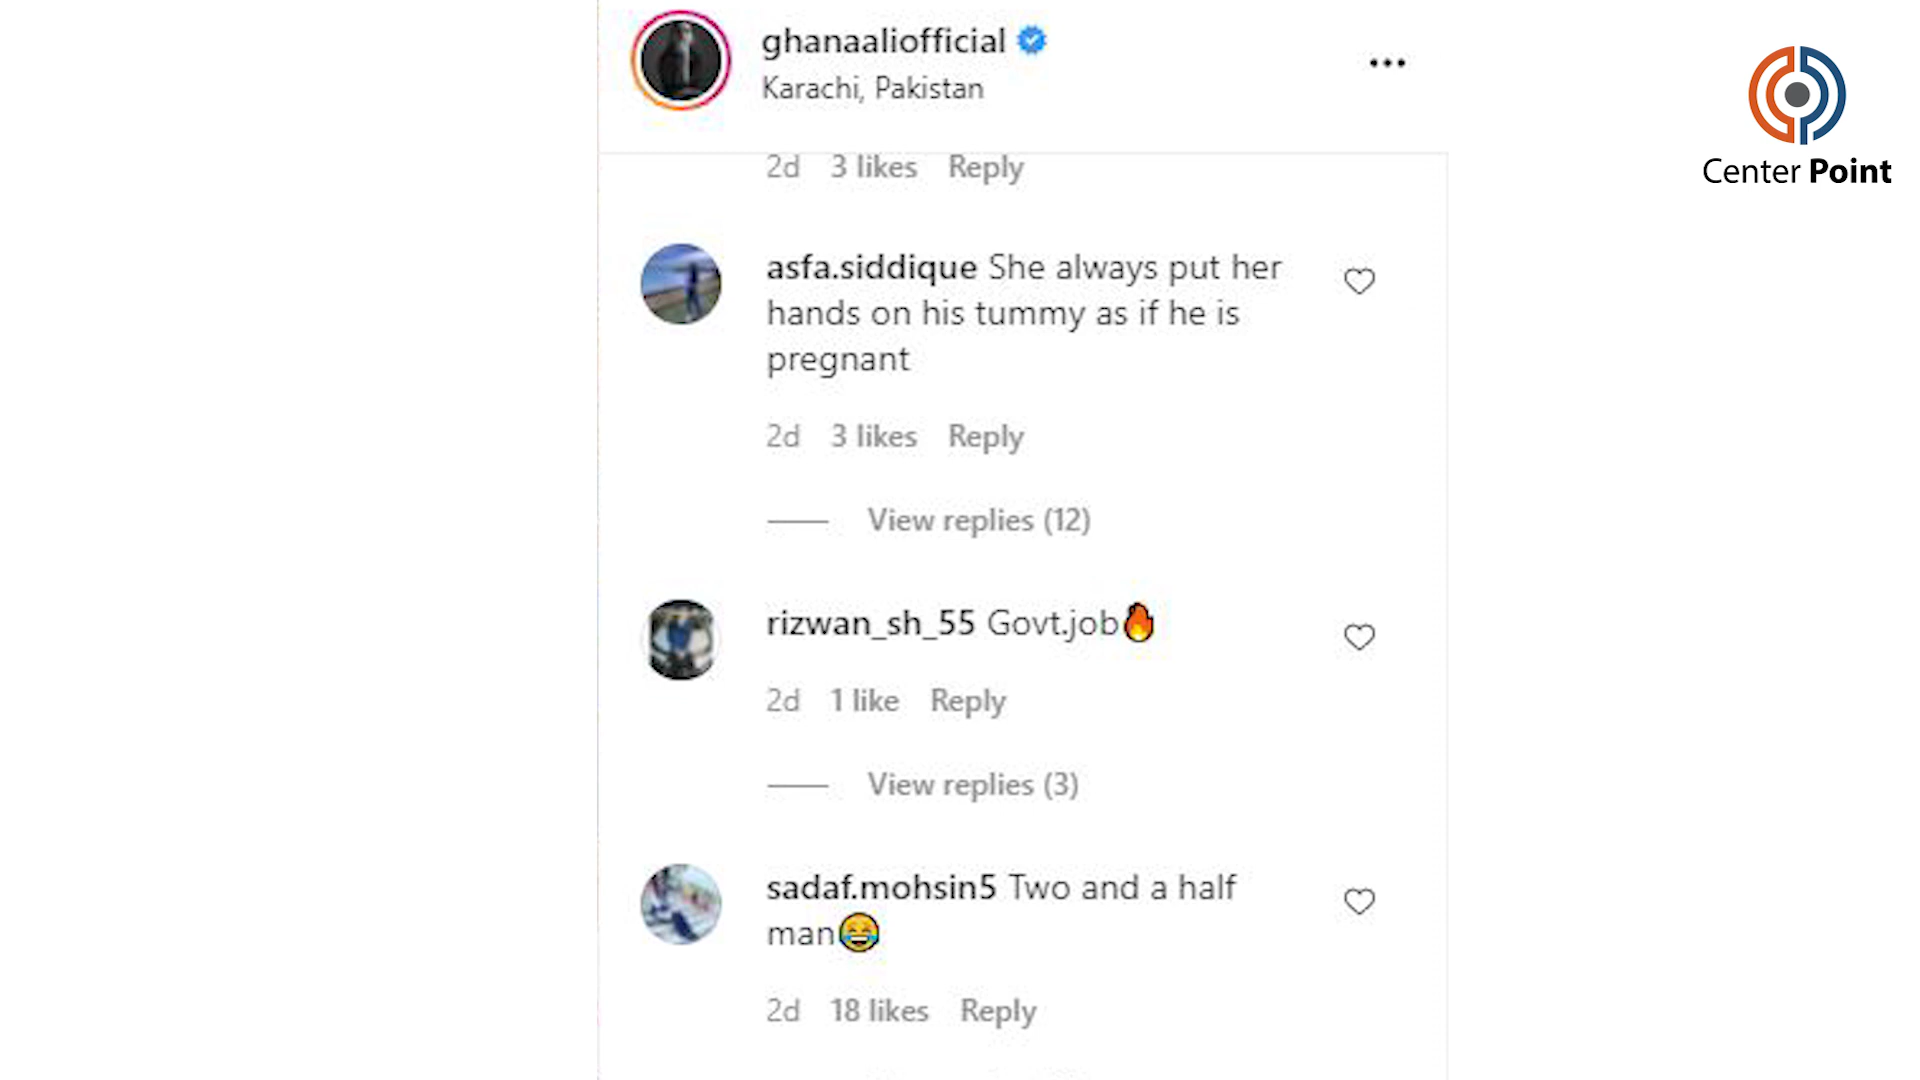 ghanaaliofficial
Karachi, Pakistan
Center Point
2d 3 likes Reply
asfa.siddique She always put her
hands on his tummy as if he is
pregnant
2d 3 likes Reply
View replies (12)
rizwan_sh_55 Govt.job🔥
2d 1 like Reply
View replies (3)
sadaf.mohsin5 Two and a half
man😂
2d 18 likes Reply